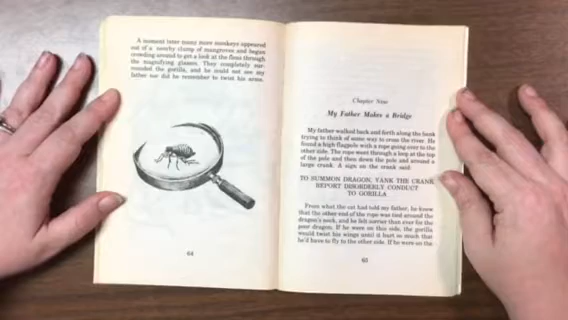 A moment later many more monkeys appeared
out of a nearby clump of mangroves and began
crowding around to get a look at the fleas through
the magnifying glasses. They completely sur-
rounded the gorilla, and he could not see my
father nor did he remember to twist his arms.
64
Chapter Nine
My Father Makes a Bridge
My father walked back and forth along the bank
trying to think of some way to cross the river. He
found a high flagpole with a rope going over to the
other side. The rope went through a loop at the top
of the pole and then down the pole and around a
large crank. A sign on the crank said:
TO SUMMON DRAGON, YANK THE CRANK
REPORT DISORDERLY CONDUCT
TO GORILLA
From what the cat had told my father, he knew
that the other end of the rope was tied around the
dragon's neck, and he felt sorrier than ever for the
poor dragon. If he were on this side, the gorilla
would twist his wings until it hurt so much that
he'd have to fly to the other side. If he were on the
65